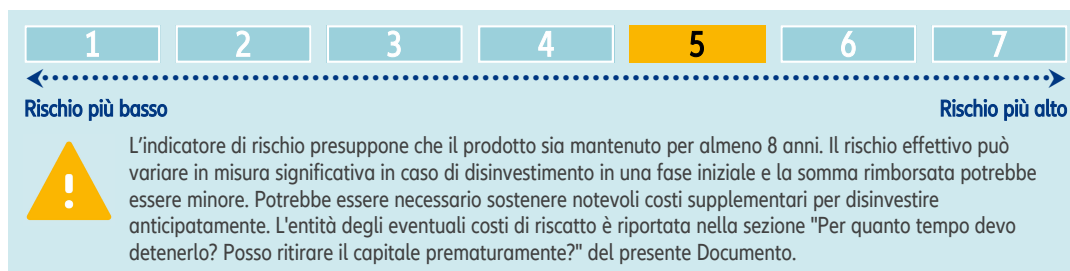 1 2 3 4 5 6 7
Rischio più basso Rischio più alto
L'indicatore di rischio presuppone che il prodotto sia mantenuto per almeno 8 anni. Il rischio effettivo può
variare in misura significativa in caso di disinvestimento in una fase iniziale e la somma rimborsata potrebbe
essere minore. Potrebbe essere necessario sostenere notevoli costi supplementari per disinvestire
anticipatamente. L'entità degli eventuali costi di riscatto è riportata nella sezione "Per quanto tempo devo
detenerlo? Posso ritirare il capitale prematuramente?" del presente Documento.